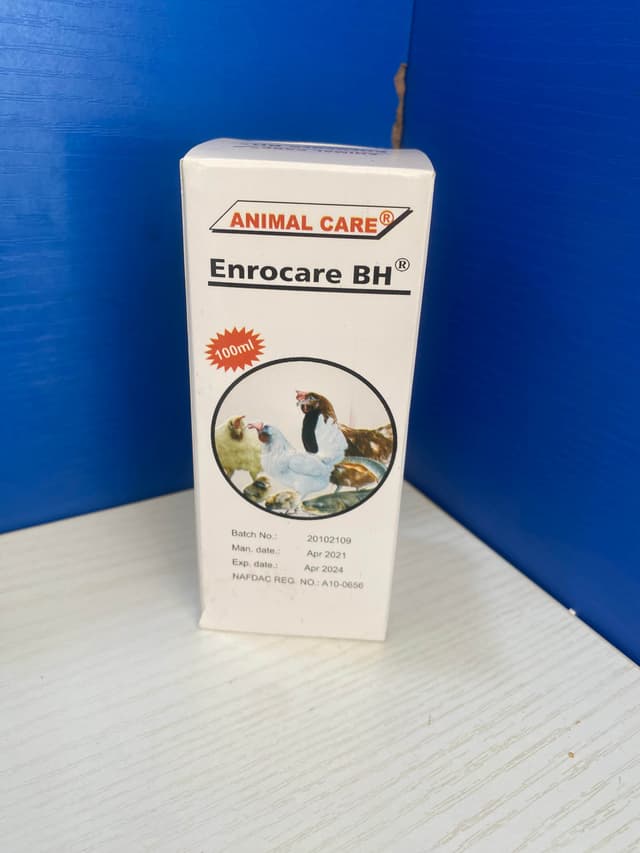 ANIMAL CARE®
Enrocare BH®
100ml
Batch No.: 20102109
Man. date.: Apr 2021
Exp. date.: Apr 2024
NAFDAC REG. NO.: A10-0656